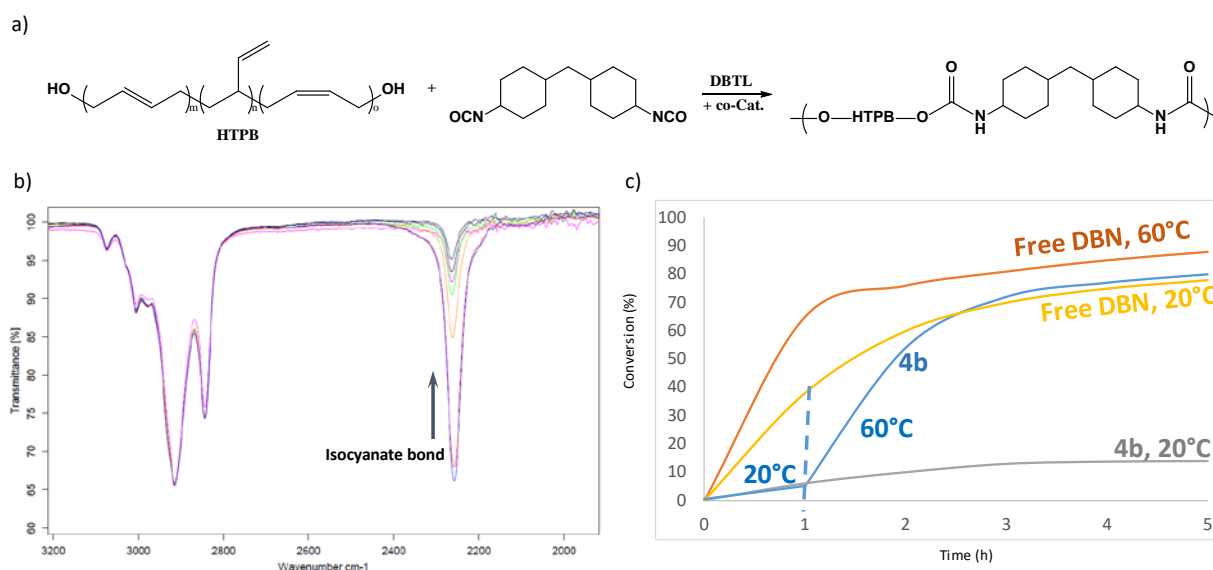 a)
HO
m
n
o
OH
HTPB
+
OCN
NCO
DBTL
+ co-Cat.
O
O
O
HTPB
O
N
H
N
H
b)
Transmittance [%]
100
95
90
85
80
75
70
65
60
Isocyanate bond
3200
3000
2800
2600
2400
2200
2000
Wavenumber cm-1
c)
Conversion (%)
100
90
80
70
60
50
40
30
20
10
0
Free DBN, 60°C
Free DBN, 20°C
4b
60°C
20°C
4b, 20°C
0
1
2
3
4
5
Time (h)